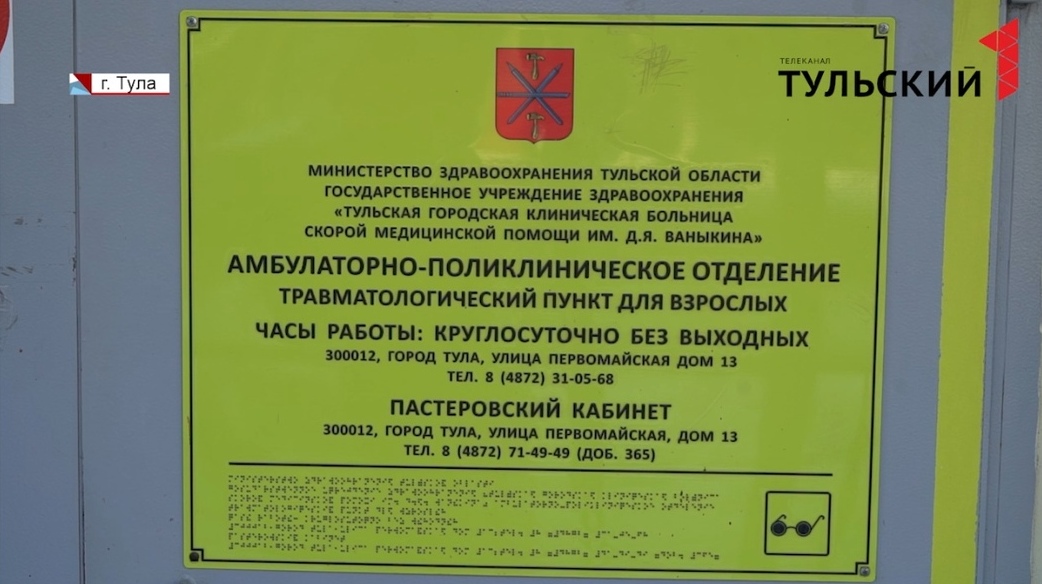 г. Тула
ТЕЛЕКАНАЛ
ТУЛЬСКИЙ
МИНИСТЕРСТВО ЗДРАВООХРАНЕНИЯ ТУЛЬСКОЙ ОБЛАСТИ
ГОСУДАРСТВЕННОЕ УЧРЕЖДЕНИЕ ЗДРАВООХРАНЕНИЯ
«ТУЛЬСКАЯ ГОРОДСКАЯ КЛИНИЧЕСКАЯ БОЛЬНИЦА
СКОРОЙ МЕДИЦИНСКОЙ ПОМОЩИ ИМ. Д.Я. ВАНЫКИНА»
АМБУЛАТОРНО-ПОЛИКЛИНИЧЕСКОЕ ОТДЕЛЕНИЕ
ТРАВМАТОЛОГИЧЕСКИЙ ПУНКТ ДЛЯ ВЗРОСЛЫХ
ЧАСЫ РАБОТЫ: КРУГЛОСУТОЧНО БЕЗ ВЫХОДНЫХ
300012, ГОРОД ТУЛА, УЛИЦА ПЕРВОМАЙСКАЯ ДОМ 13
ТЕЛ. 8 (4872) 31-05-68
ПАСТЕРОВСКИЙ КАБИНЕТ
300012, ГОРОД ТУЛА, УЛИЦА ПЕРВОМАЙСКАЯ, ДОМ 13
ТЕЛ. 8 (4872) 71-49-49 (ДОБ. 365)